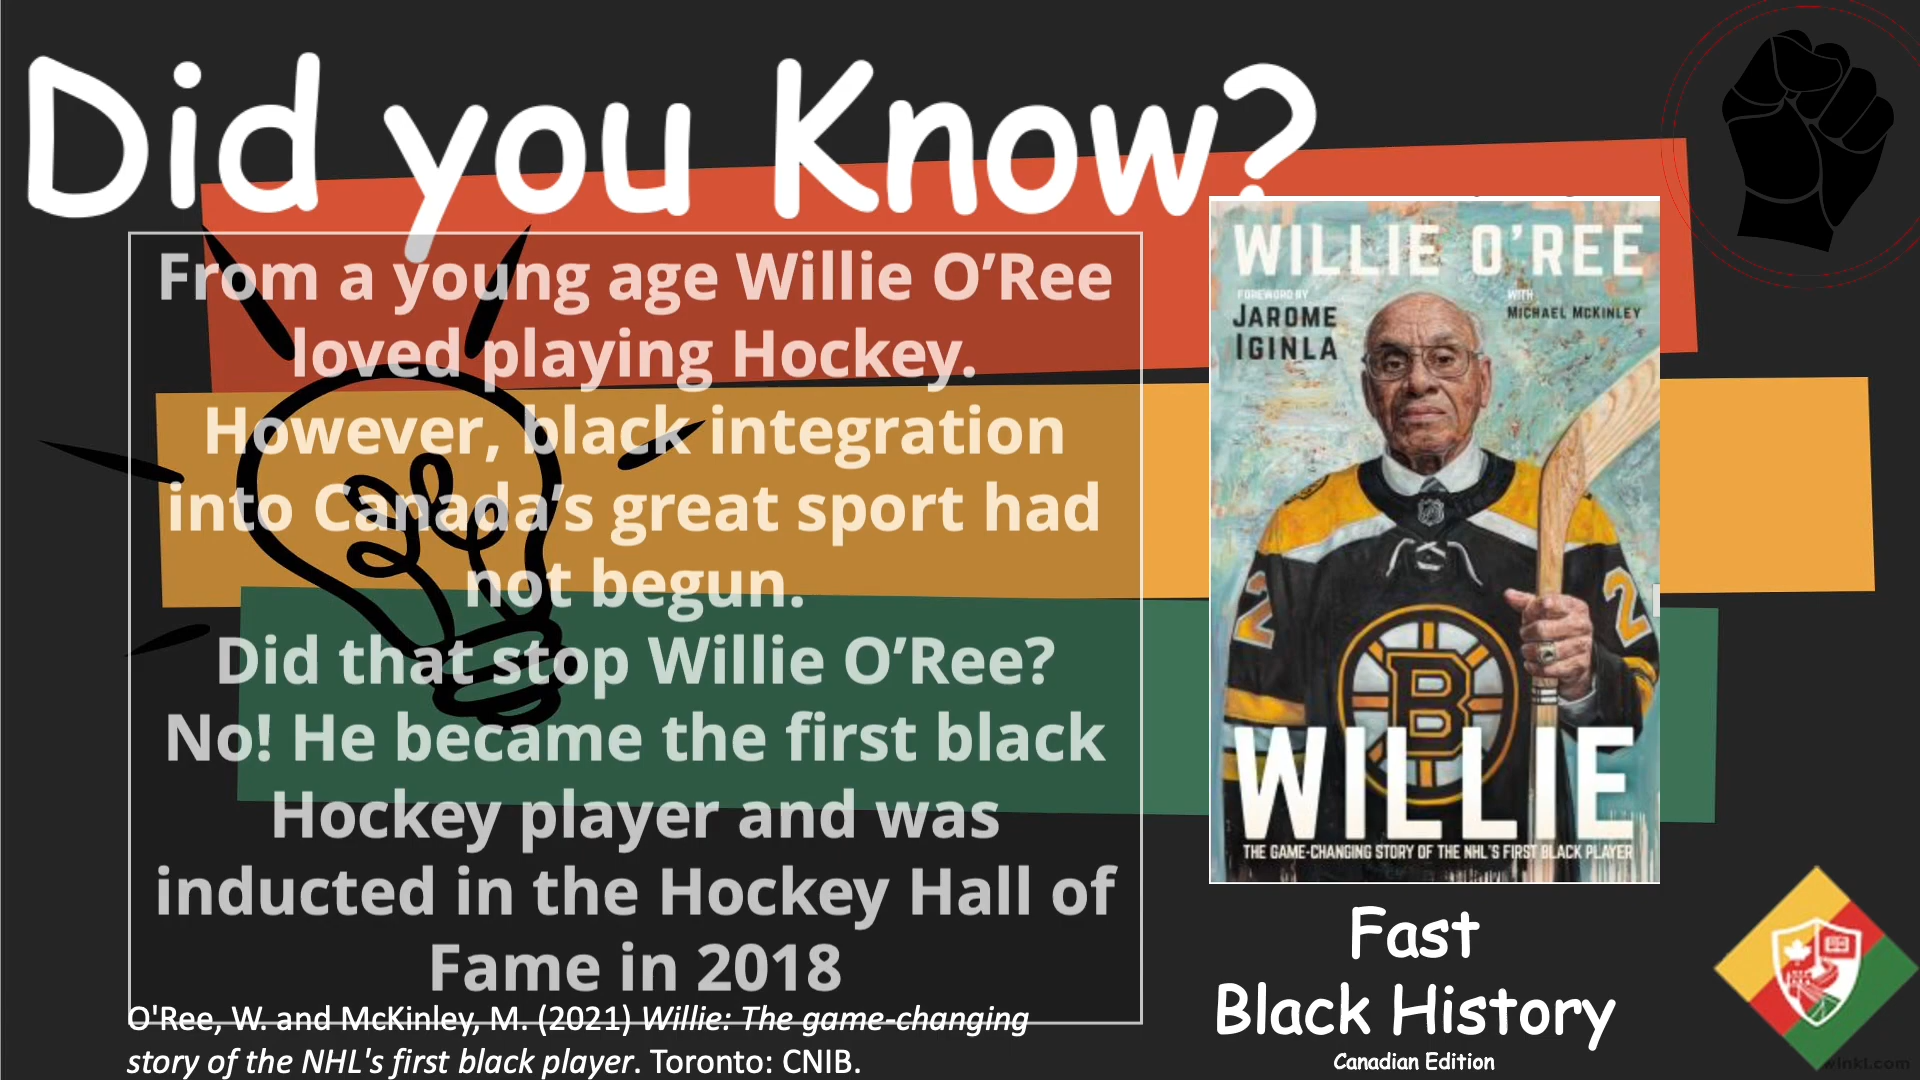 Did you Know?
From a young age Willie O’Ree
loved playing Hockey.
However, black integration
into Canada’s great sport had
not begun.
Did that stop Willie O’Ree?
No! He became the first black
Hockey player and was
inducted in the Hockey Hall of
Fame in 2018
O'Ree, W. and McKinley, M. (2021) Willie: The game-changing
story of the NHL's first black player. Toronto: CNIB.
WILLIE O’REE
FOREWORD BY
JAROME
IGINLA
WITH
MICHAEL MCKINLEY
2
2
B
WILLIE
THE GAME-CHANGING STORY OF THE NHL'S FIRST BLACK PLAYER
Fast
Black History
Canadian Edition